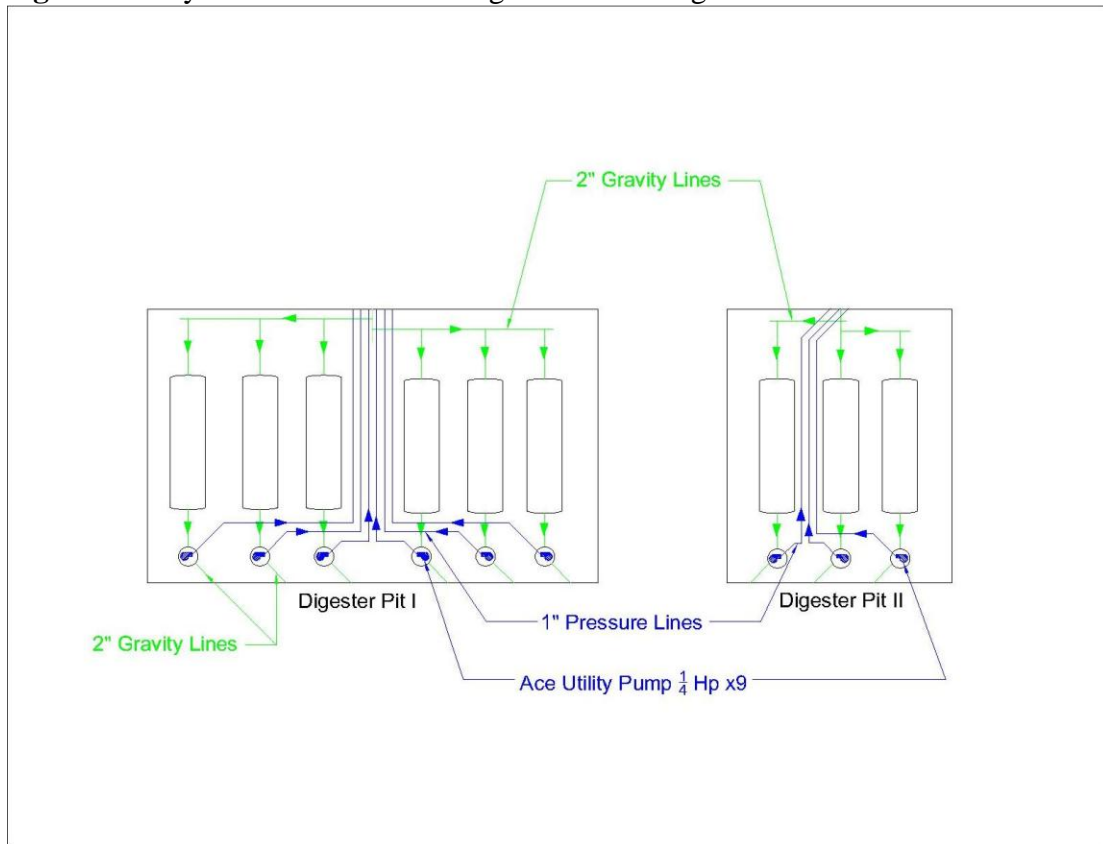 2" Gravity Lines
Digester Pit I
Digester Pit II
1" Pressure Lines
2" Gravity Lines
Ace Utility Pump 1/4 Hp x9